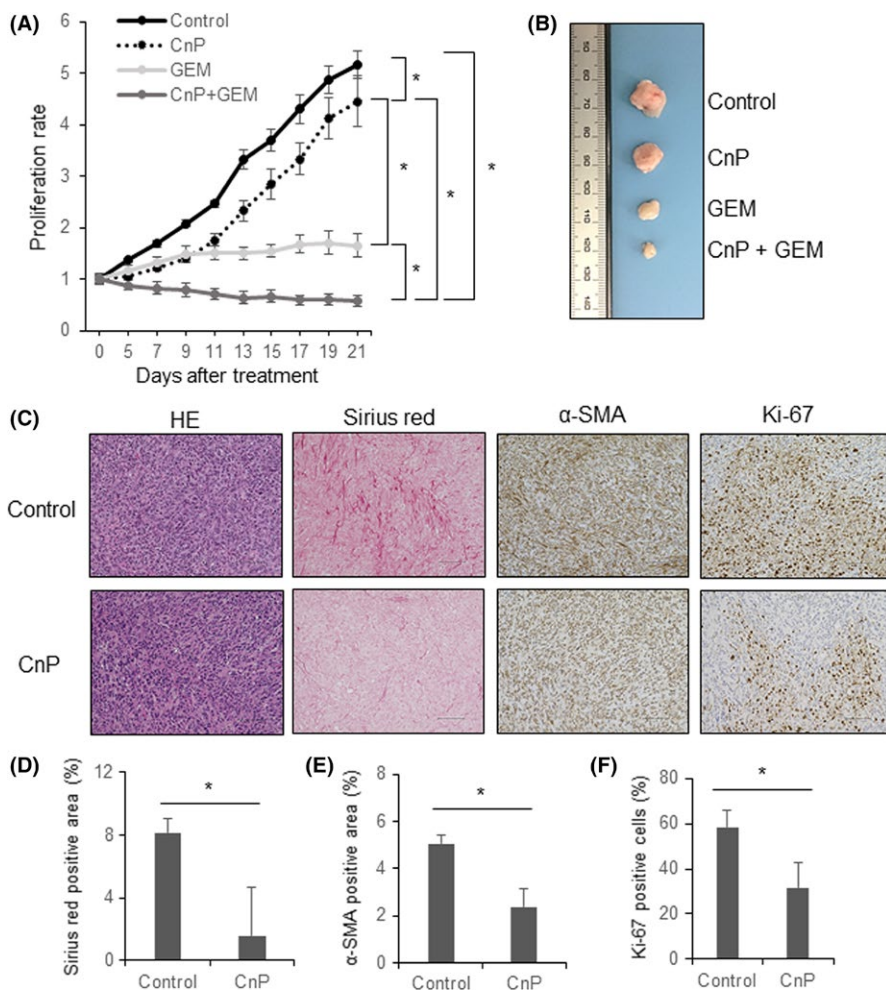 (A)
6
5
4
3
2
1
0
Proliferation rate
Control
CnP
GEM
CnP+GEM
*
*
*
*
*
0 5 7 9 11 13 15 17 19 21
Days after treatment
(B)
Control
CnP
GEM
CnP + GEM
(C)
HE Sirius red α-SMA Ki-67
Control
CnP
(D)
Sirius red positive area (%)
12
8
4
0
*
Control CnP
(E)
α-SMA positive area (%)
8
6
4
2
0
*
Control CnP
(F)
Ki-67 positive cells (%)
80
60
40
20
0
*
Control CnP